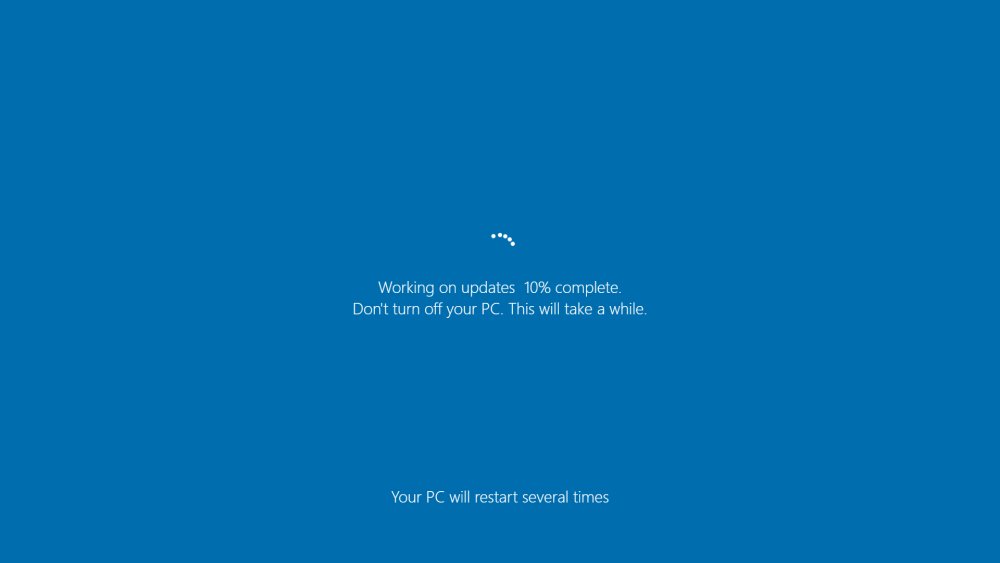 Working on updates  10% complete.
Don't turn off your PC. This will take a while.
Your PC will restart several times